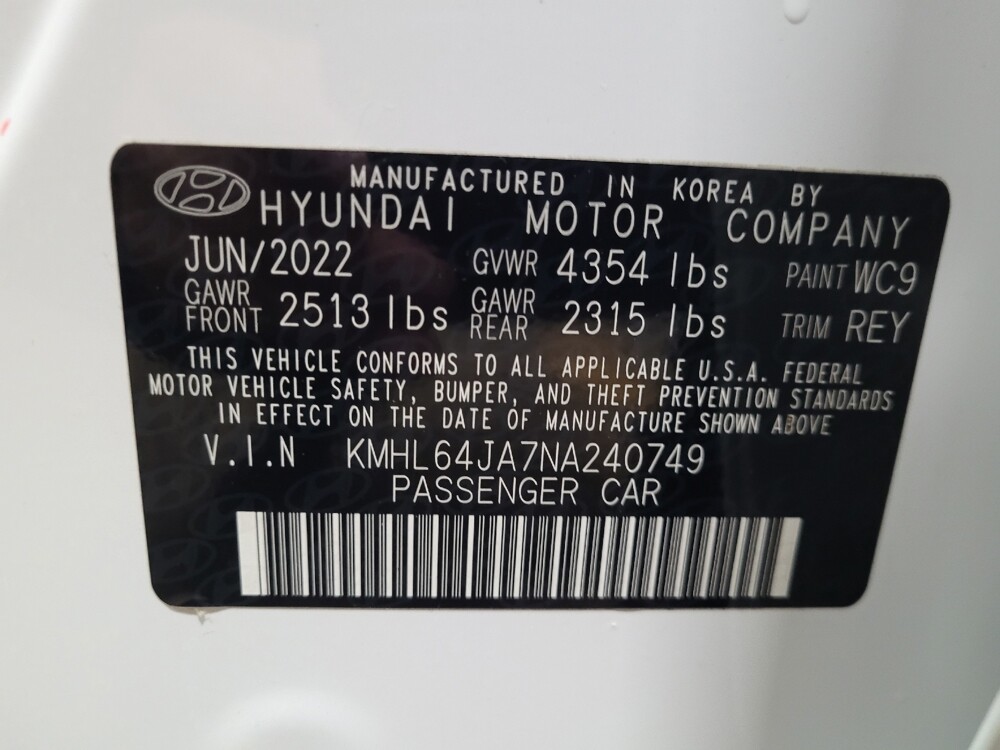 MANUFACTURED IN KOREA BY
HYUNDAI MOTOR COMPANY
JUN/2022 GVWR 4354 lbs PAINT WC9
GAWR FRONT 2513 lbs GAWR REAR 2315 lbs TRIM REY
THIS VEHICLE CONFORMS TO ALL APPLICABLE U.S.A. FEDERAL
MOTOR VEHICLE SAFETY, BUMPER, AND THEFT PREVENTION STANDARDS
IN EFFECT ON THE DATE OF MANUFACTURE SHOWN ABOVE
V.I.N KMHL64JA7NA240749
PASSENGER CAR